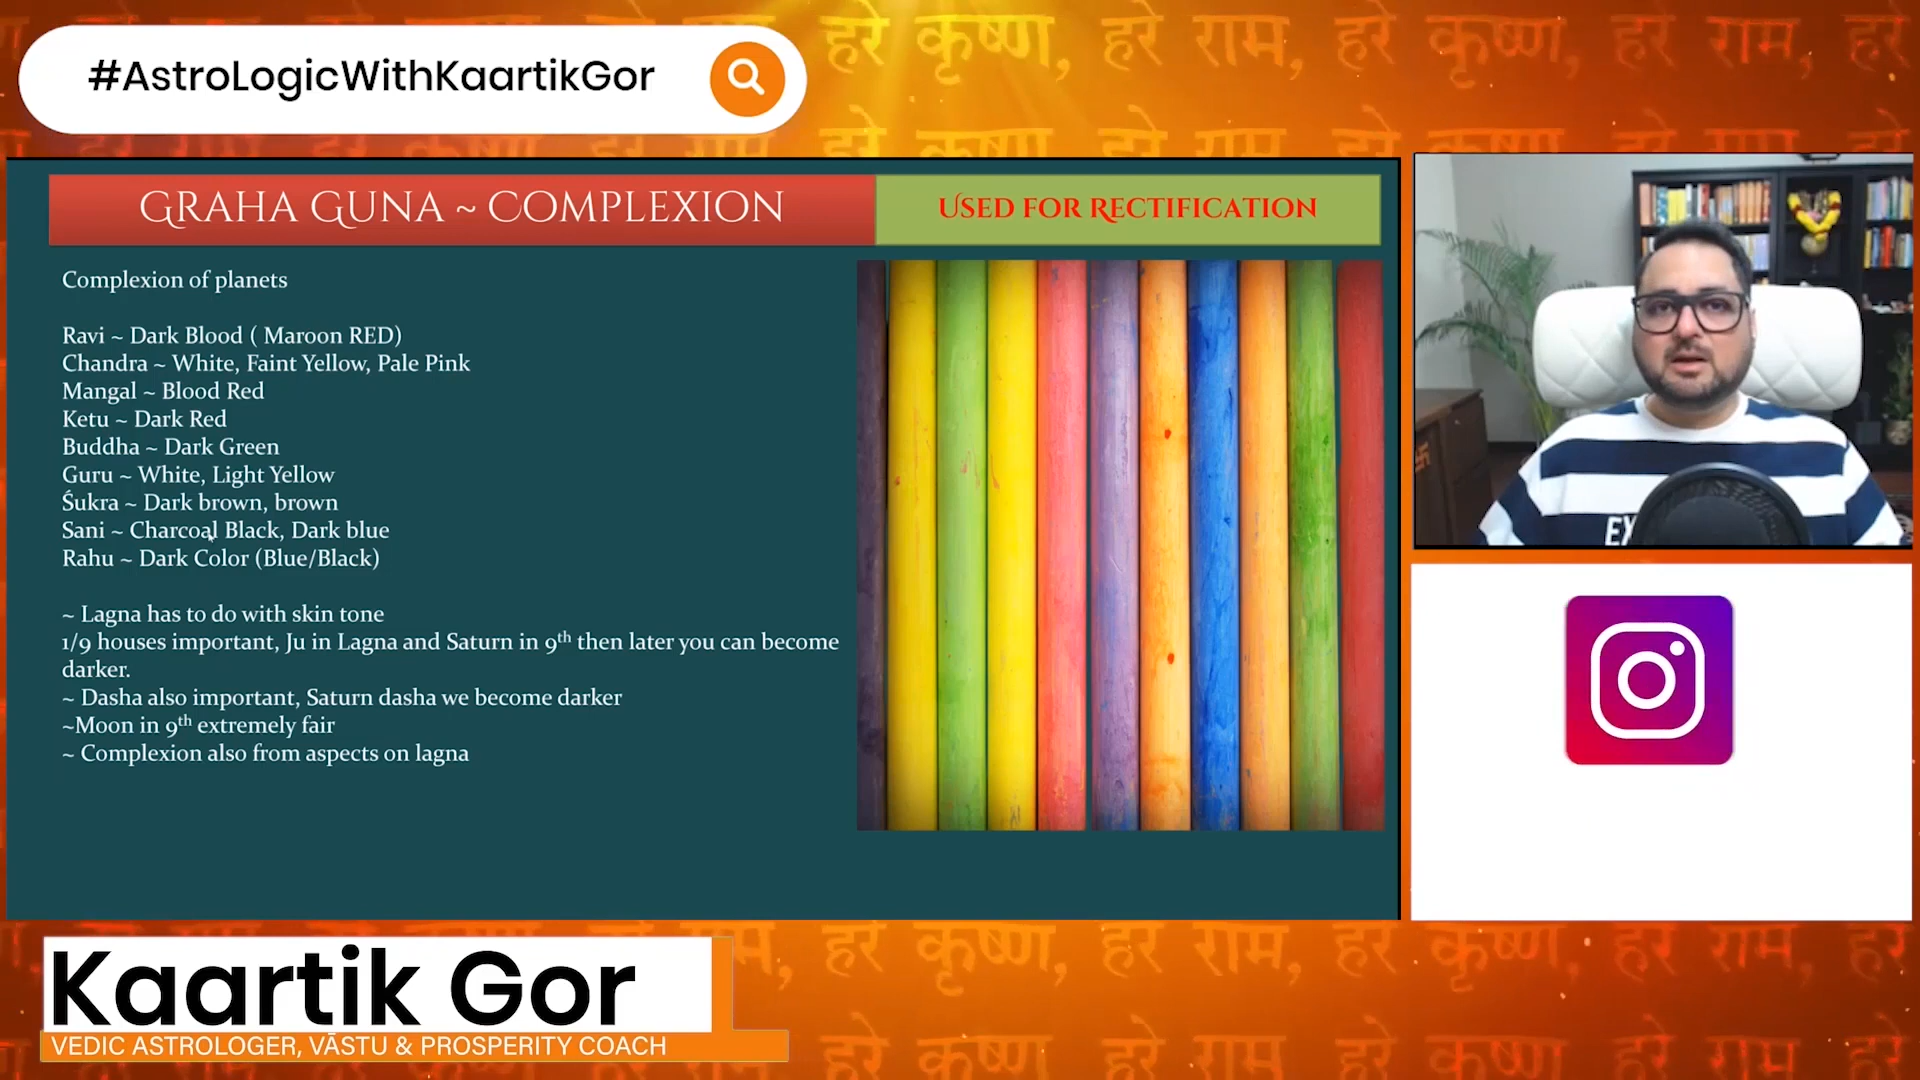 हरे कृष्ण, हरे राम, हरे कृष्ण, हरे राम, हरे
#AstroLogicWithKaartikGor
GRAHA GUNA ~ COMPLEXION
USED FOR RECTIFICATION
Complexion of planets
Ravi ~ Dark Blood ( Maroon RED)
Chandra ~ White, Faint Yellow, Pale Pink
Mangal ~ Blood Red
Ketu ~ Dark Red
Buddha ~ Dark Green
Guru ~ White, Light Yellow
Śukra ~ Dark brown, brown
Sani ~ Charcoal Black, Dark blue
Rahu ~ Dark Color (Blue/Black)
~ Lagna has to do with skin tone
1/9 houses important, Ju in Lagna and Saturn in 9th then later you can become
darker.
~ Dasha also important, Saturn dasha we become darker
~Moon in 9th extremely fair
~ Complexion also from aspects on lagna
Kaartik Gor
VEDIC ASTROLOGER, VĀSTU & PROSPERITY COACH
हरे कृष्ण, हरे राम, हरे कृष्ण, हरे राम, हरे